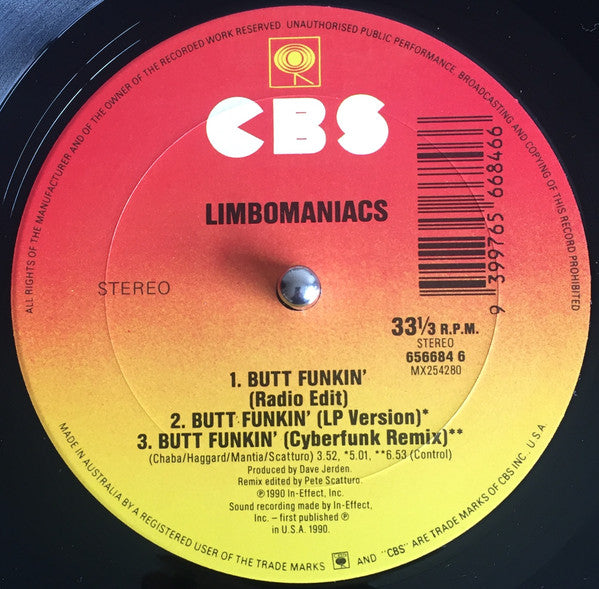 ALL RIGHTS OF THE MANUFACTURER AND OF THE OWNER OF THE RECORDED WORK RESERVED. UNAUTHORISED PUBLIC PERFORMANCE, BROADCASTING AND COPYING OF THIS RECORD PROHIBITED
CBS
LIMBOMANIACS
9 399765 668466
STEREO
33⅓ R.P.M.
STEREO
656684 6
MX254280
1. BUTT FUNKIN'
(Radio Edit)
2. BUTT FUNKIN' (LP Version)*
3. BUTT FUNKIN' (Cyberfunk Remix)**
(Chaba/Haggard/Mantia/Scatturo) 3.52, *5.01, **6.53 (Control)
Produced by Dave Jerden.
Remix edited by Pete Scatturo.
℗1990 In-Effect, Inc.
Sound recording made by In-Effect,
Inc. – first published ℗
in U.S.A. 1990.
MADE IN AUSTRALIA BY A REGISTERED USER OF THE TRADE MARKS AND "CBS" ARE TRADE MARKS OF CBS INC. U.S.A